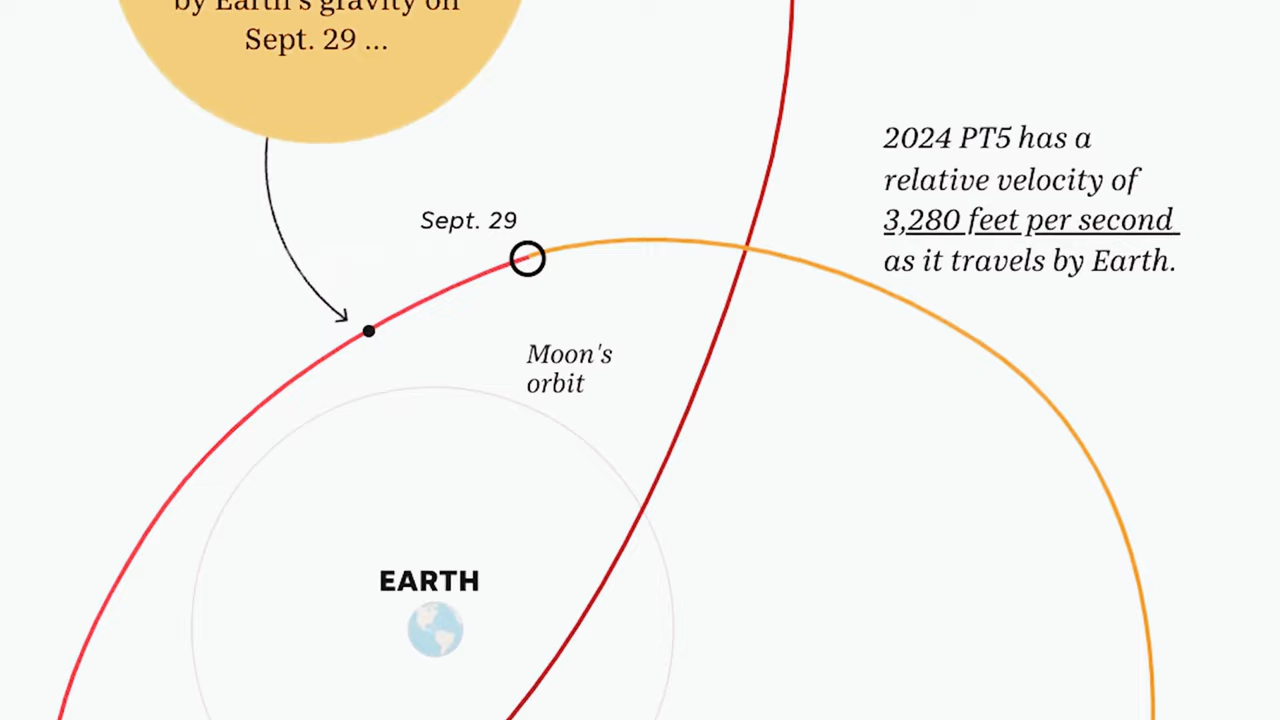 by Earth's gravity on
Sept. 29 ...
2024 PT5 has a
relative velocity of
3,280 feet per second
as it travels by Earth.
Sept. 29
Moon's
orbit
EARTH